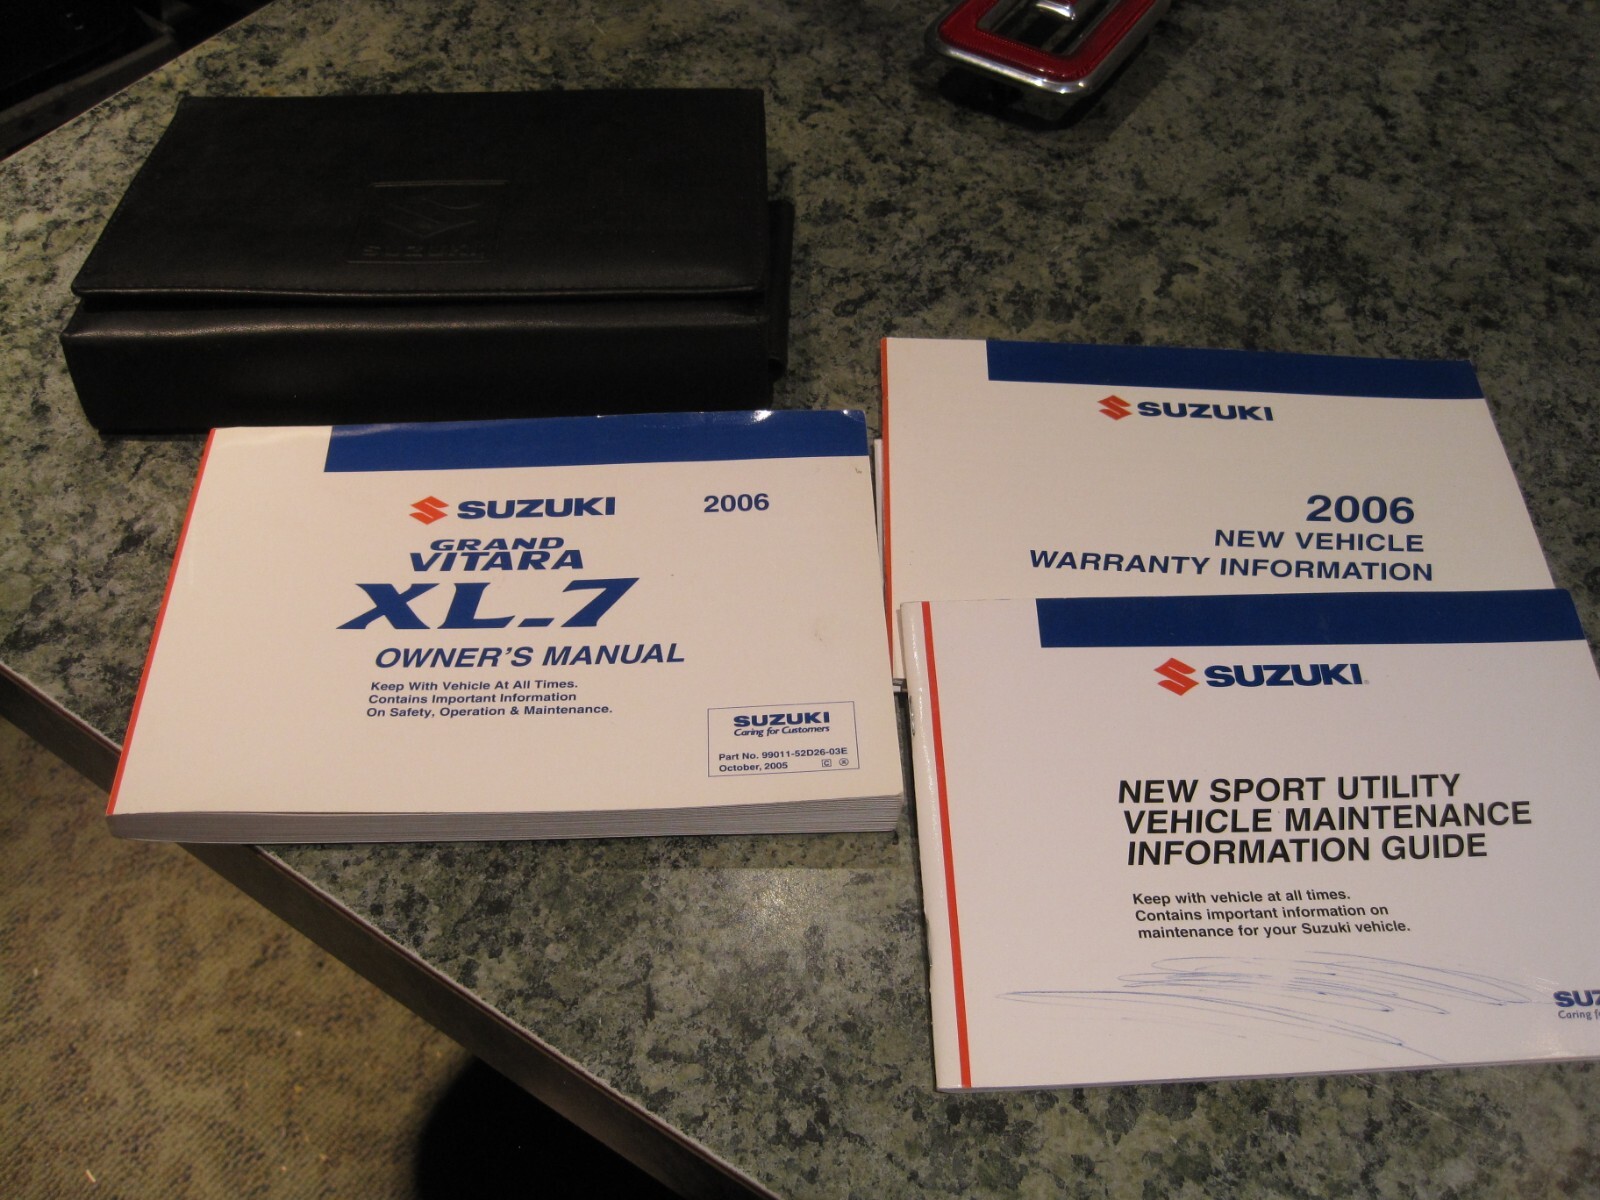 SUZUKI
SUZUKI 2006
GRAND
VITARA
XL-7
OWNER'S MANUAL
Keep With Vehicle At All Times.
Contains Important Information
On Safety, Operation & Maintenance.
SUZUKI
Caring for Customers
Part No. 99011-52D26-03E
October, 2005
SUZUKI
2006
NEW VEHICLE
WARRANTY INFORMATION
SUZUKI
NEW SPORT UTILITY
VEHICLE MAINTENANCE
INFORMATION GUIDE
Keep with vehicle at all times.
Contains important information on
maintenance for your Suzuki vehicle.
SUZ
Caring f